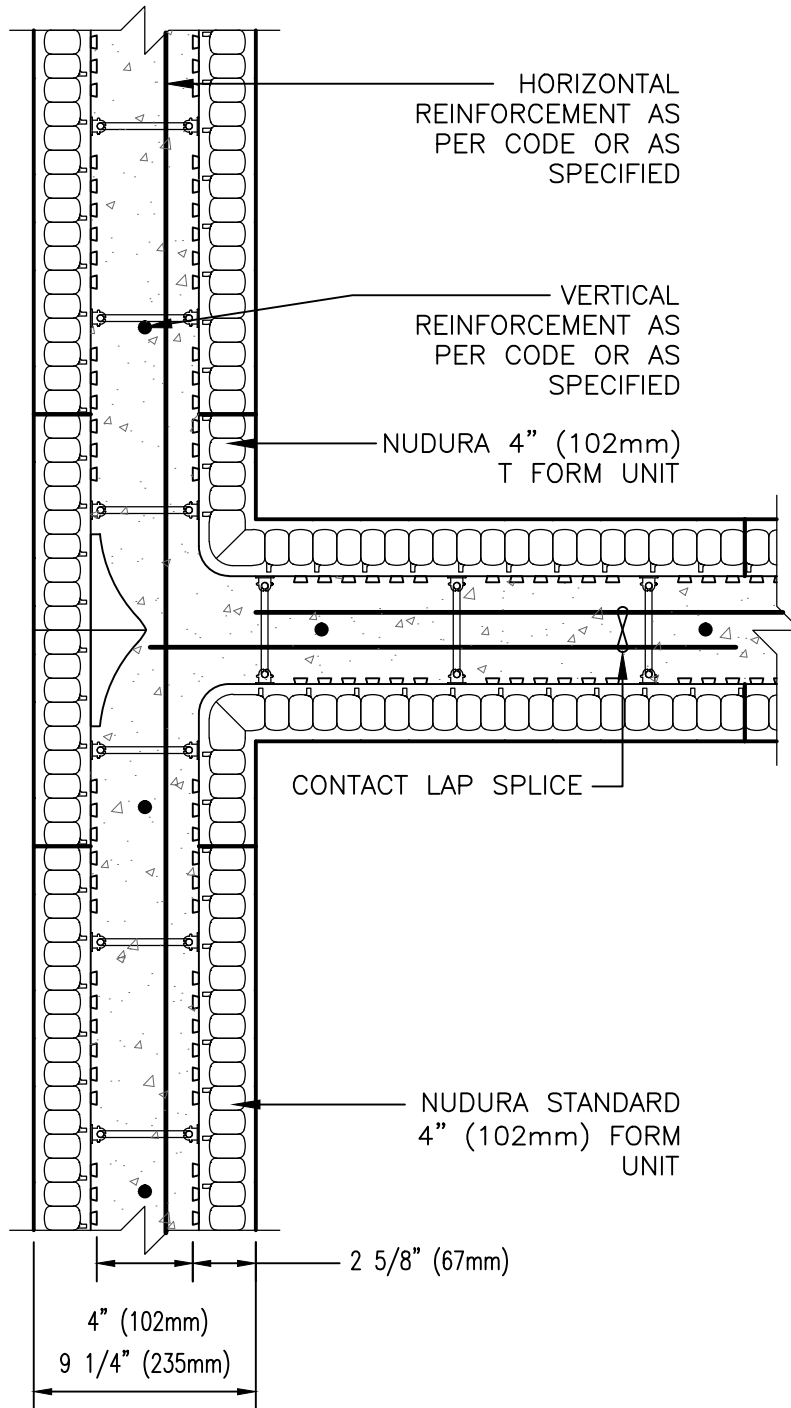 HORIZONTAL
REINFORCEMENT AS
PER CODE OR AS
SPECIFIED
VERTICAL
REINFORCEMENT AS
PER CODE OR AS
SPECIFIED
NUDURA 4” (102mm)
T FORM UNIT
CONTACT LAP SPLICE
NUDURA STANDARD
4” (102mm) FORM
UNIT
2 5/8” (67mm)
4” (102mm)
9 1/4” (235mm)